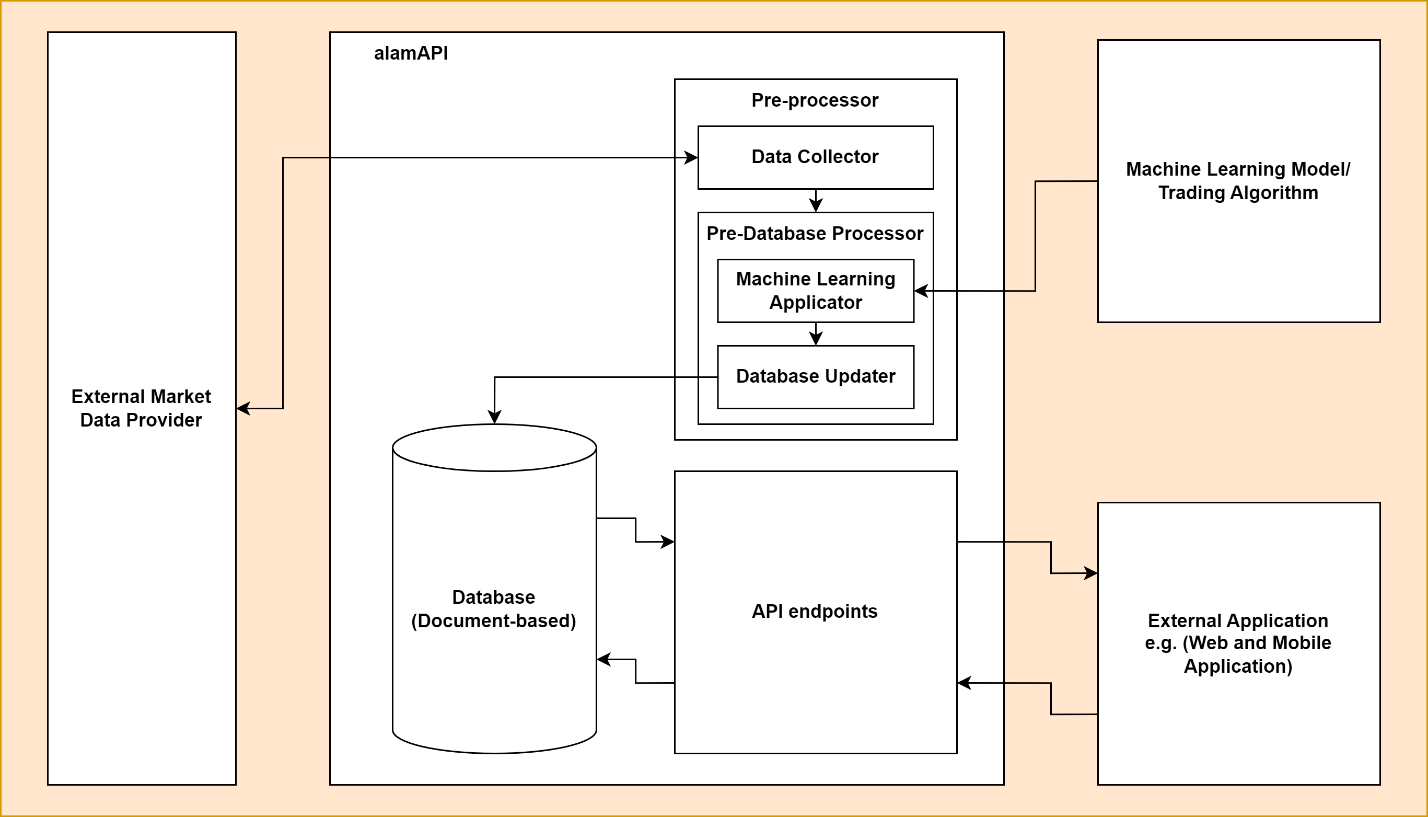 alamAPI
Pre-processor
Data Collector
Pre-Database Processor
Machine Learning
Applicator
Database Updater
Machine Learning Model/
Trading Algorithm
External Market
Data Provider
Database
(Document-based)
API endpoints
External Application
e.g. (Web and Mobile
Application)